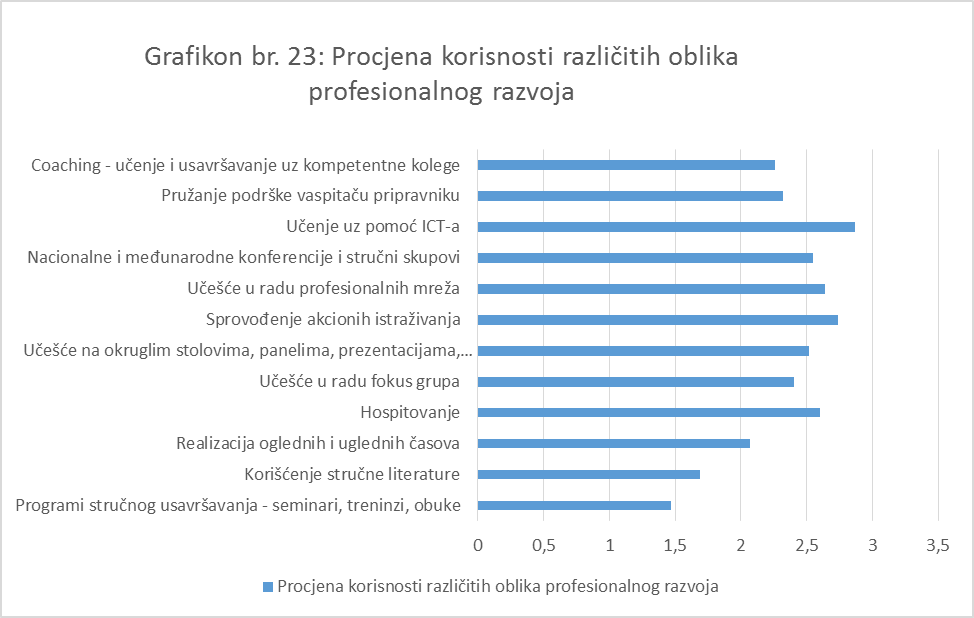 Grafikon br. 23: Procjena korisnosti različitih oblika
profesionalnog razvoja
Coaching - učenje i usavršavanje uz kompetentne kolege
Pružanje podrške vaspitaču pripravniku
Učenje uz pomoć ICT-a
Nacionalne i međunarodne konferencije i stručni skupovi
Učešće u radu profesionalnih mreža
Sprovođenje akcionih istraživanja
Učešće na okruglim stolovima, panelima, prezentacijama,...
Učešće u radu fokus grupa
Hospitovanje
Realizacija oglednih i uglednih časova
Korišćenje stručne literature
Programi stručnog usavršavanja - seminari, treninzi, obuke
0 0,5 1 1,5 2 2,5 3 3,5
Procjena korisnosti različitih oblika profesionalnog razvoja